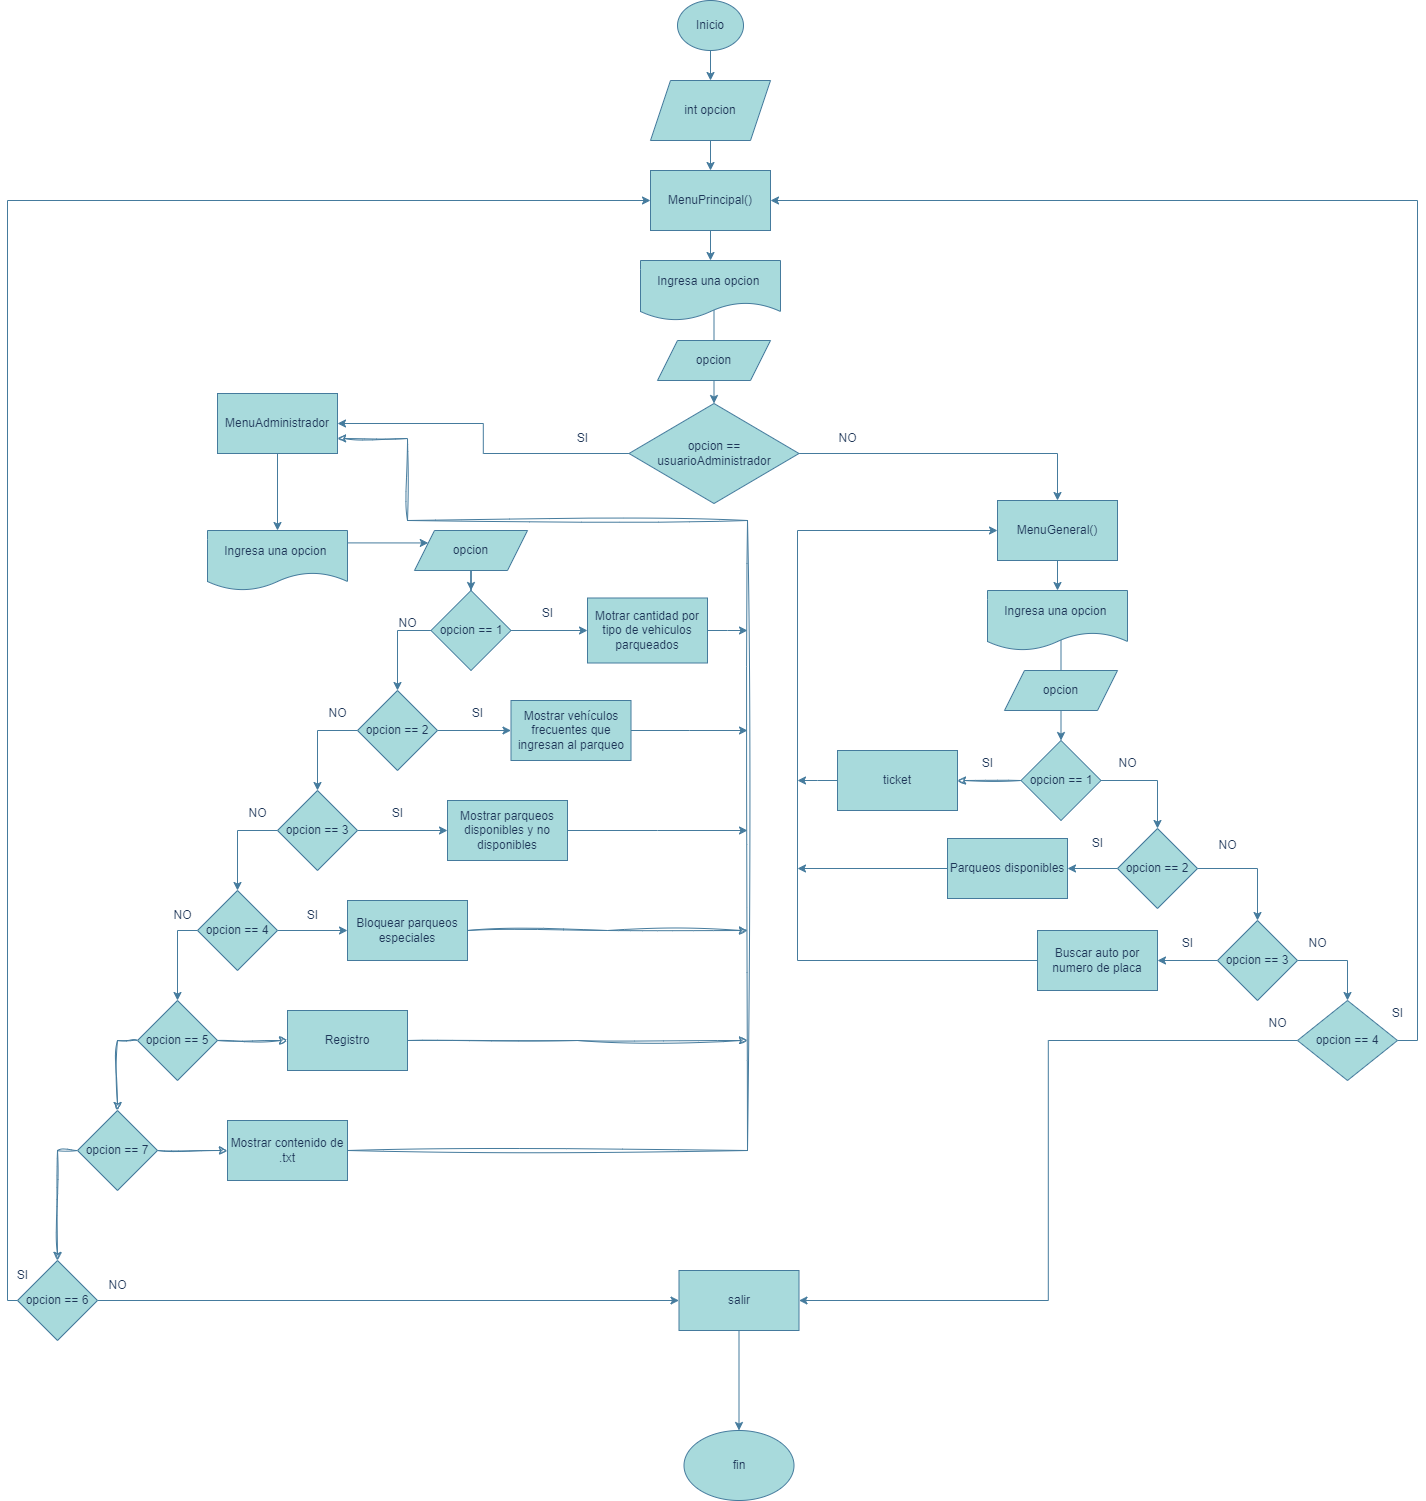 Inicio
int opcion
MenuPrincipal()
Ingresa una opcion
opcion
opcion ==
usuarioAdministrador
SI
NO
MenuAdministrador
Ingresa una opcion
opcion
opcion == 1
NO
SI
Motrar cantidad por
tipo de vehiculos
parqueados
opcion == 2
NO
SI
Mostrar vehículos
frecuentes que
ingresan al parqueo
opcion == 3
NO
SI
Mostrar parqueos
disponibles y no
disponibles
opcion == 4
NO
SI
Bloquear parqueos
especiales
opcion == 5
Registro
opcion == 7
Mostrar contenido de
.txt
opcion == 6
SI
NO
MenuGeneral()
Ingresa una opcion
opcion
opcion == 1
SI
NO
ticket
opcion == 2
SI
NO
Parqueos disponibles
opcion == 3
SI
NO
Buscar auto por
numero de placa
opcion == 4
NO
SI
salir
fin